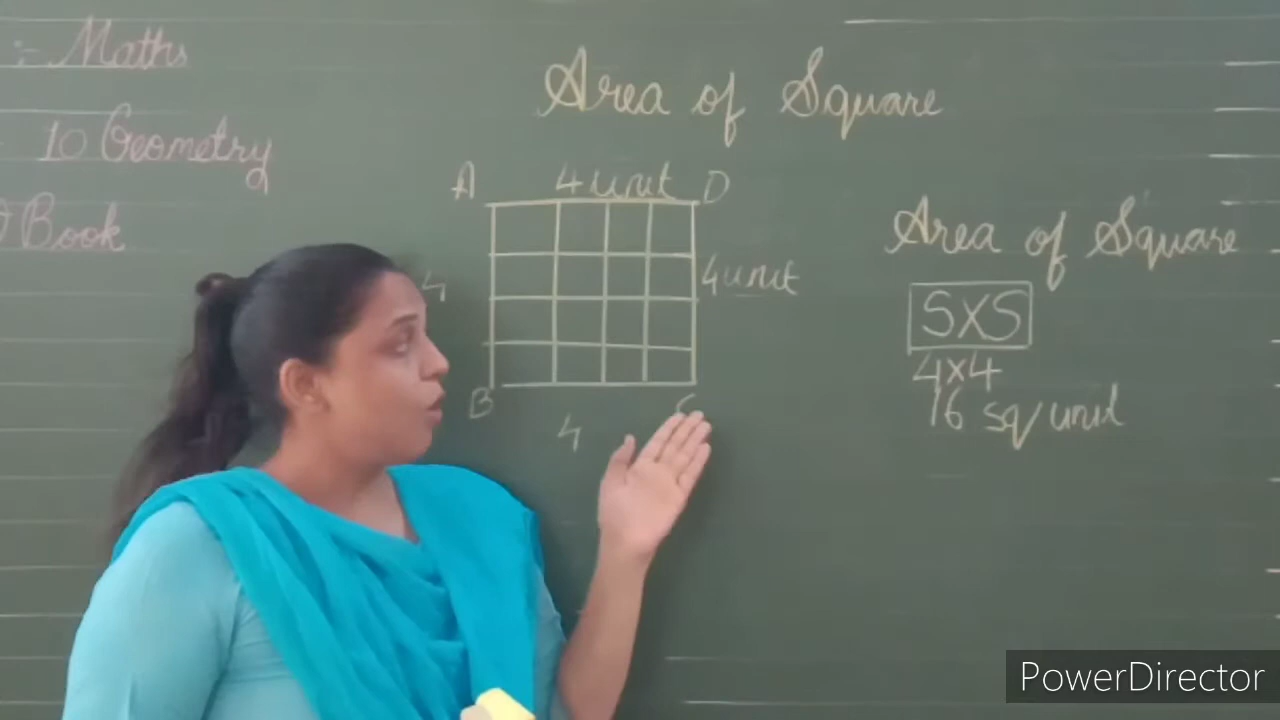 :- Maths
10 Geometry
Book
Area of Square
A 4 unit D
4
4 unit
B
4
Area of Square
S×S
4×4
16 sq/unit
PowerDirector